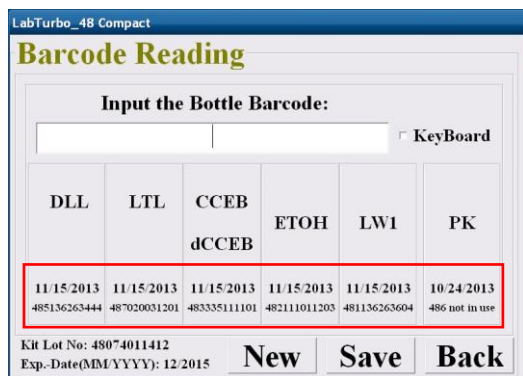 LabTurbo_48 Compact
Barcode Reading
Input the Bottle Barcode:
KeyBoard
DLL LTL CCEB dCCEB ETOH LW1 PK
11/15/2013 11/15/2013 11/15/2013 11/15/2013 11/15/2013 10/24/2013
485136263444 487020031201 483335111101 482111011203 481136263604 486 not in use
Kit Lot No: 48074011412
Exp.-Date(MM/YYYY): 12/2015
New Save Back